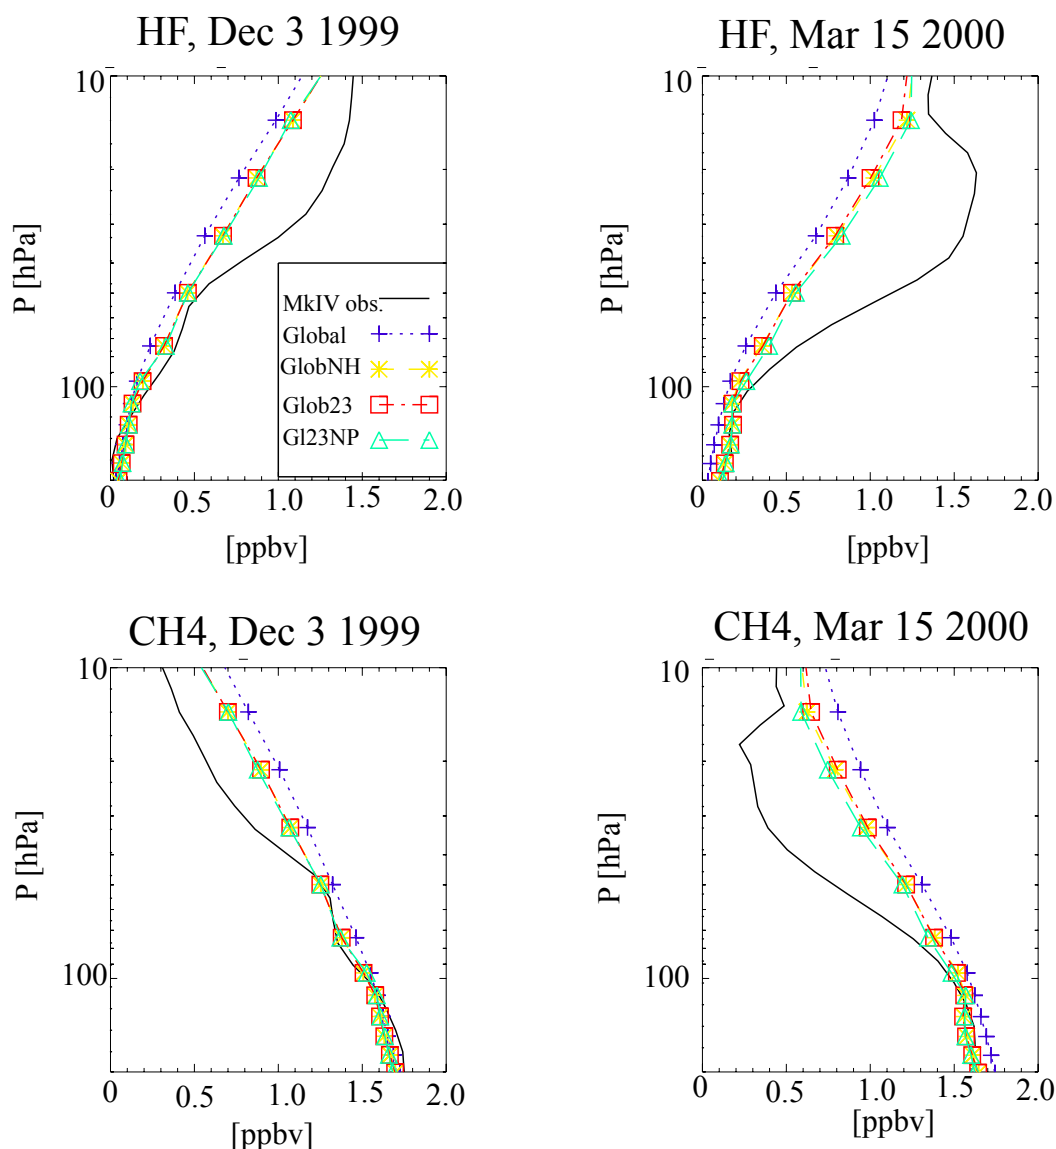 HF, Dec 3 1999
HF, Mar 15 2000
10
10
P [hPa]
P [hPa]
MkIV obs.
Global
GlobNH
Glob23
Gl23NP
100
100
0 0.5 1.0 1.5 2.0
0 0.5 1.0 1.5 2.0
[ppbv]
[ppbv]
CH4, Dec 3 1999
CH4, Mar 15 2000
10
10
P [hPa]
P [hPa]
100
100
0 0.5 1.0 1.5 2.0
0 0.5 1.0 1.5 2.0
[ppbv]
[ppbv]